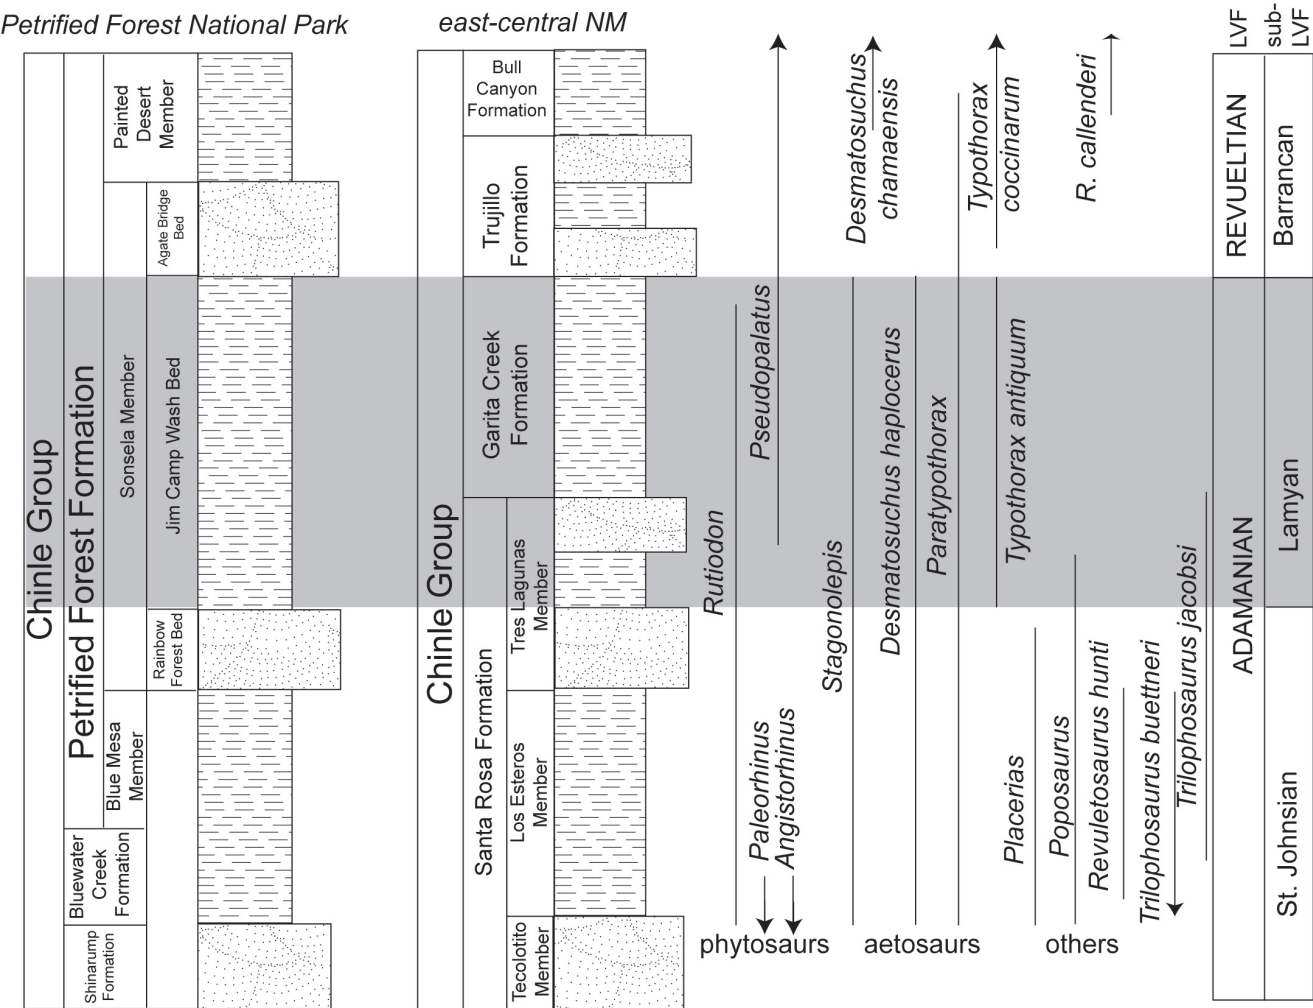 Petrified Forest National Park
east-central NM
LVF
sub-
LVF
Chinle Group
Petrified Forest Formation
Painted
Desert
Member
Agate Bridge
Bed
Sonsela Member
Jim Camp Wash Bed
Rainbow
Forest Bed
Blue Mesa
Member
Bluewater
Creek
Formation
Shinarump
Formation
Chinle Group
Bull
Canyon
Formation
Trujillo
Formation
Garita Creek
Formation
Santa Rosa Formation
Tres Lagunas
Member
Los Esteros
Member
Tecolotito
Member
Rutiodon
Pseudopalatus
Paleorhinus
Angistorhinus
phytosaurs
Stagonolepis
Desmatosuchus
chamaensis
Desmatosuchus haplocerus
Paratypothorax
Typothorax
coccinarum
Typothorax antiquum
aetosaurs
R. callenderi
Placerias
Poposaurus
Revuletosaurus hunti
Trilophosaurus buettneri
Trilophosaurus jacobsi
others
REVUELTIAN
Barrancan
ADAMANIAN
Lamyan
St. Johnsian